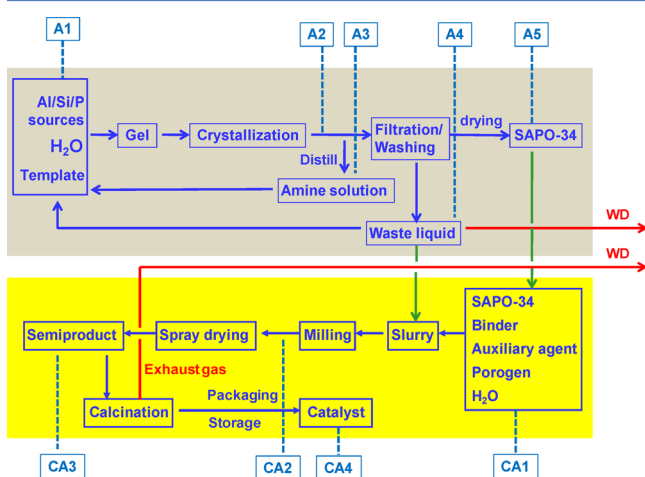 A1
A2
A3
A4
A5
Al/Si/P
sources
H₂O
Template
Gel
Crystallization
Filtration/
Washing
drying
SAPO-34
Distill
Amine solution
Waste liquid
WD
WD
SAPO-34
Binder
Auxiliary agent
Porogen
H₂O
Slurry
Milling
Spray drying
Semiproduct
Exhaust gas
Calcination
Packaging
Storage
Catalyst
CA3
CA2
CA4
CA1